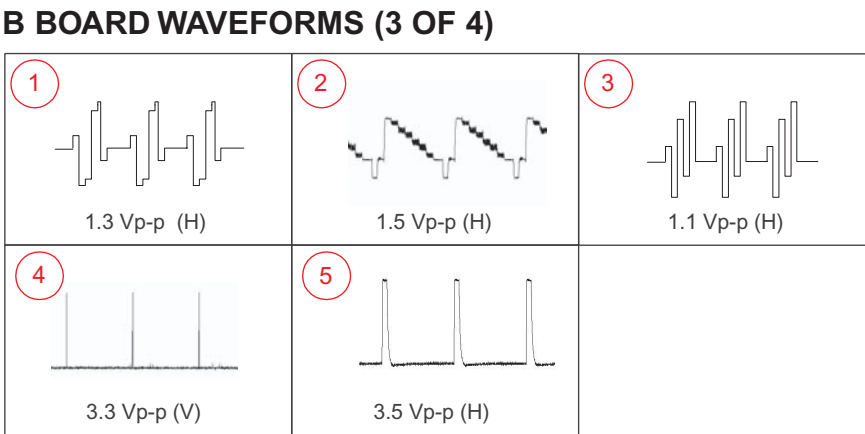 B BOARD WAVEFORMS (3 OF 4)
1
2
3
1.3 Vp-p (H)
1.5 Vp-p (H)
1.1 Vp-p (H)
4
5
3.3 Vp-p (V)
3.5 Vp-p (H)